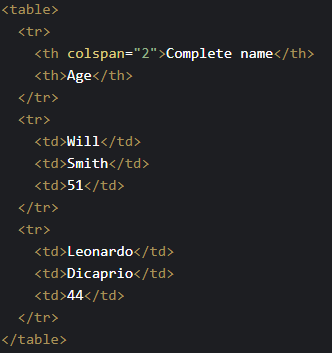 <table>
  <tr>
    <th colspan="2">Complete name</th>
    <th>Age</th>
  </tr>
  <tr>
    <td>Will</td>
    <td>Smith</td>
    <td>51</td>
  </tr>
  <tr>
    <td>Leonardo</td>
    <td>Dicaprio</td>
    <td>44</td>
  </tr>
</table>